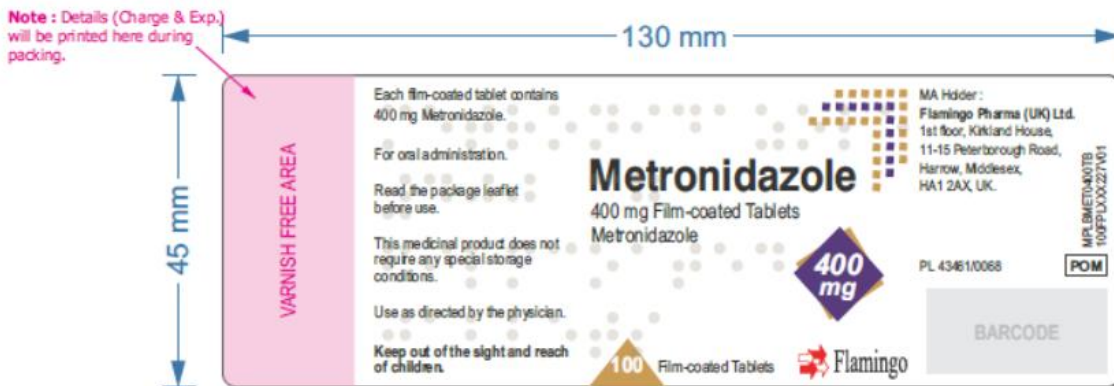 Note : Details (Charge & Exp.)
will be printed here during
packing.
130 mm
45 mm
VARNISH FREE AREA
Each film-coated tablet contains
400 mg Metronidazole.
For oral administration.
Read the package leaflet
before use.
This medicinal product does not
require any special storage
conditions.
Use as directed by the physician.
Keep out of the sight and reach
of children.
Metronidazole
400 mg Film-coated Tablets
Metronidazole
400
mg
100 Film-coated Tablets
Flamingo
MA Holder :
Flamingo Pharma (UK) Ltd.
1st floor, Kirkland House,
11-15 Peterborough Road,
Harrow, Middlesex,
HA1 2AX, UK.
PL 43461/0068
POM
MPLBMET0400TB
100FPLXXX227V01
BARCODE